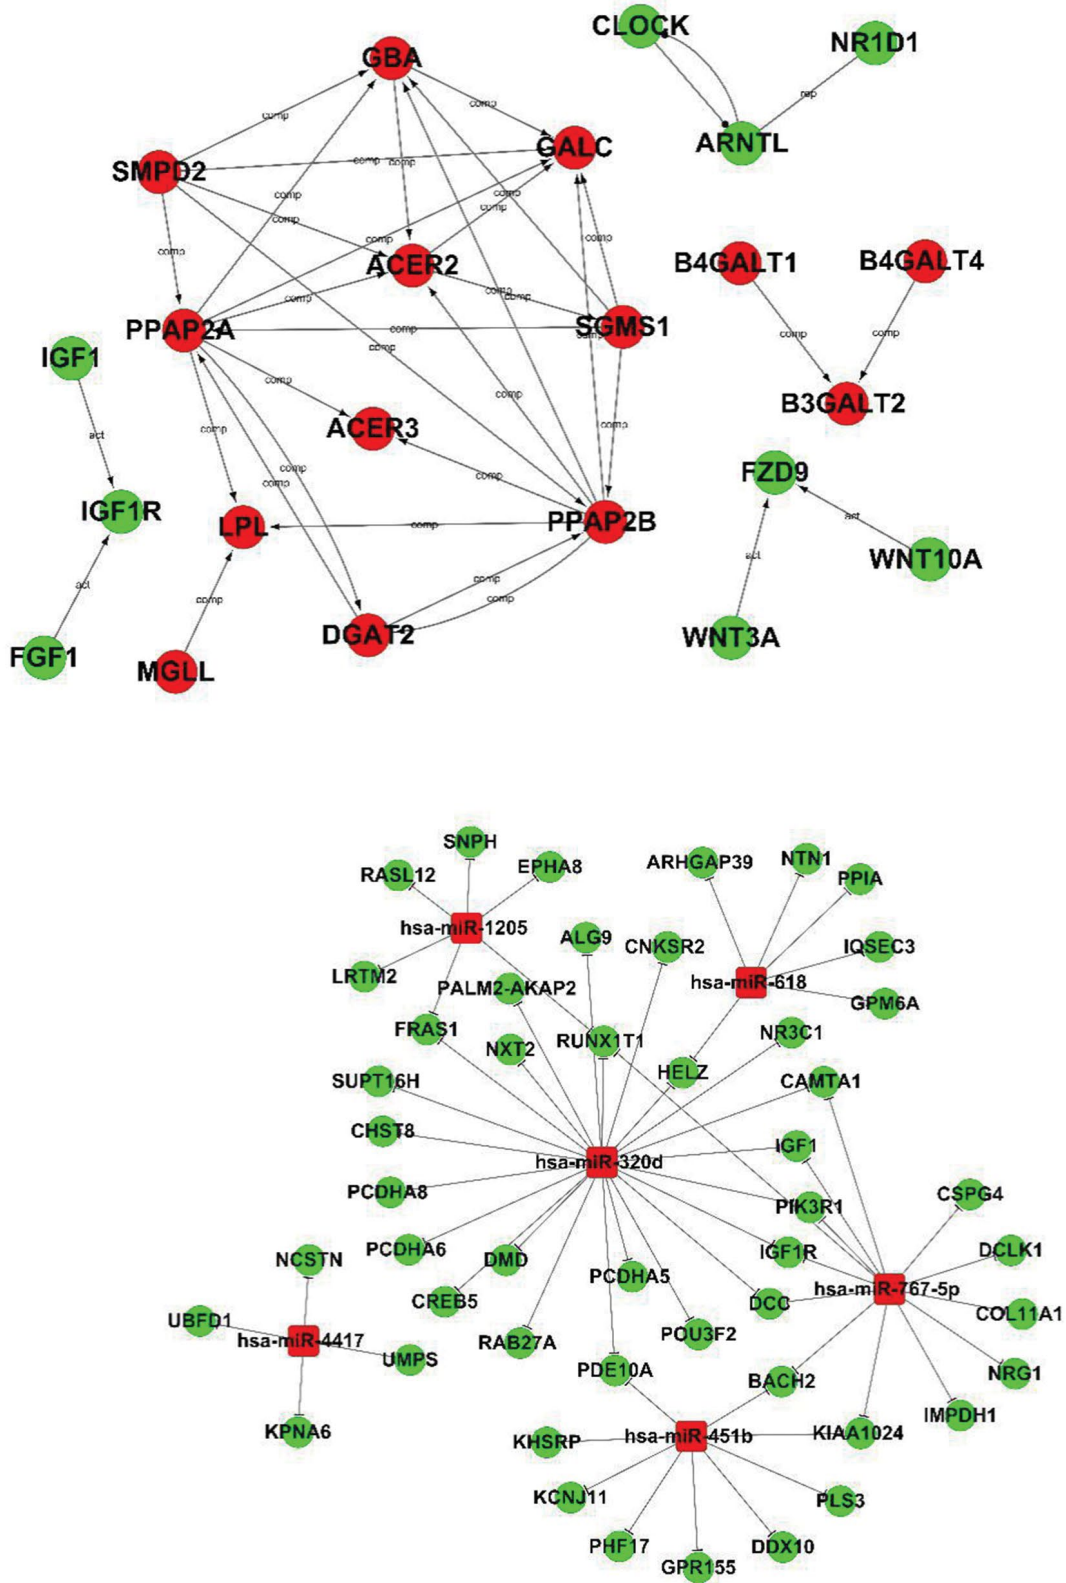 CLOCK
NR1D1
GBA
comp
rep
comp
ARNTL
GALC
SMPD2
comp
comp
comp
comp
comp
comp
comp
comp
comp
comp
ACER2
B4GALT1
B4GALT4
comp
comp
comp
PPAP2A
comp
SGMS1
comp
comp
comp
comp
IGF1
comp
comp
B3GALT2
act
comp
ACER3
comp
comp
FZD9
comp
comp
comp
IGF1R
LPL
comp
PPAP2B
act
WNT10A
act
act
comp
comp
comp
DGAT2
WNT3A
FGF1
MGLL
SNPH
RASL12
EPHA8
ARHGAP39
NTN1
PPIA
hsa-miR-1205
ALG9
CNKSR2
IQSEC3
LRTM2
PALM2-AKAP2
hsa-miR-618
GPM6A
FRAS1
NXT2
RUNX1T1
NR3C1
SUPT16H
HELZ
CAMTA1
CHST8
hsa-miR-320d
IGF1
PCDHA8
PIK3R1
CSPG4
PCDHA6
DMD
IGF1R
DCLK1
NCSTN
PCDHA5
hsa-miR-767-5p
CREB5
DCC
COL11A1
UBFD1
hsa-miR-4417
RAB27A
POU3F2
UMPS
PDE10A
BACH2
NRG1
KPNA6
IMPDH1
KHSRP
hsa-miR-451b
KIAA1024
KCNJ11
PLS3
PHF17
DDX10
GPR155